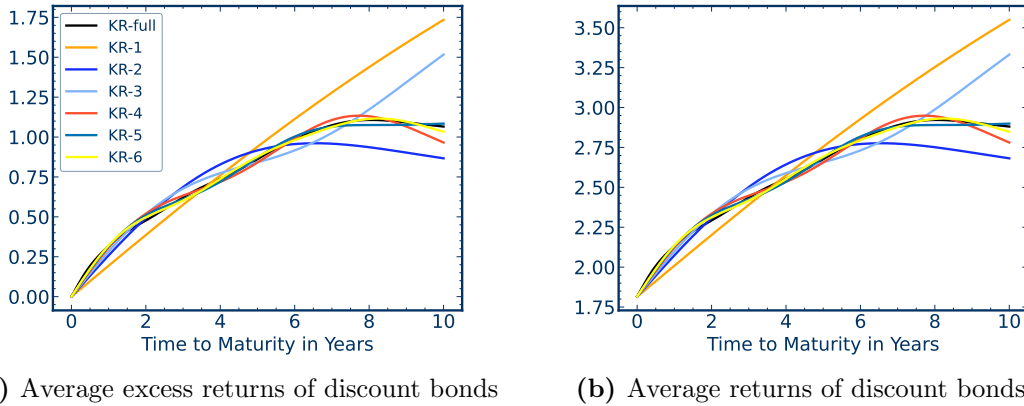 1.75
1.50
1.25
1.00
0.75
0.50
0.25
0.00
KR-full
KR-1
KR-2
KR-3
KR-4
KR-5
KR-6
0 2 4 6 8 10
Time to Maturity in Years
) Average excess returns of discount bonds
3.50
3.25
3.00
2.75
2.50
2.25
2.00
1.75
0 2 4 6 8 10
Time to Maturity in Years
(b) Average returns of discount bonds